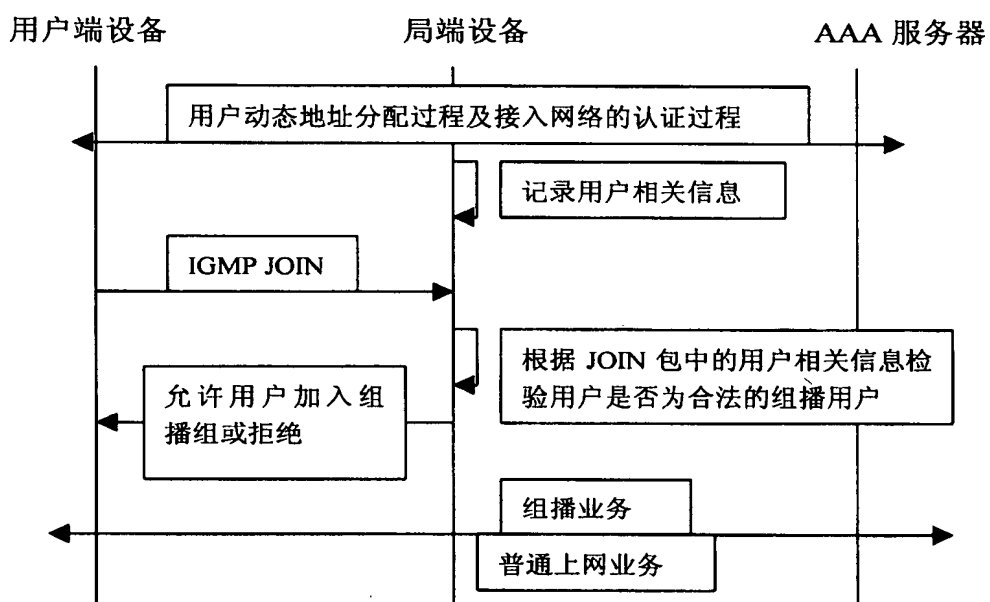 用户端设备
局端设备
AAA 服务器
用户动态地址分配过程及接入网络的认证过程
记录用户相关信息
IGMP JOIN
根据 JOIN 包中的用户相关信息检
验用户是否为合法的组播用户
允许用户加入组
播组或拒绝
组播业务
普通上网业务